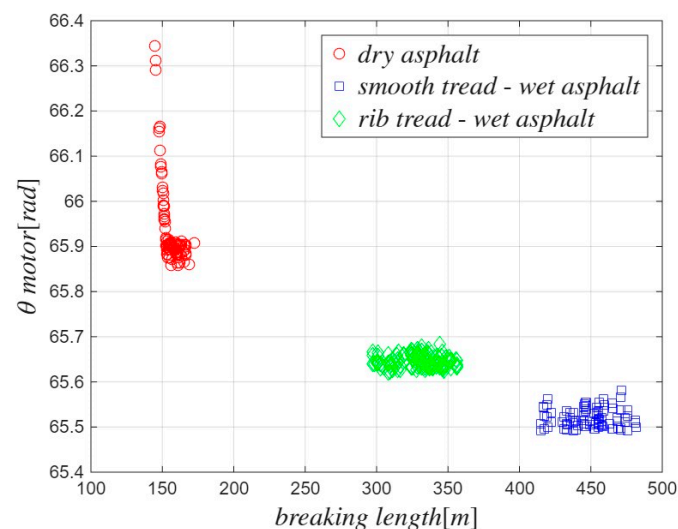 66.4
66.3
66.2
66.1
66
65.9
65.8
65.7
65.6
65.5
65.4
θ motor[rad]
dry asphalt
smooth tread - wet asphalt
rib tread - wet asphalt
100 150 200 250 300 350 400 450 500
breaking length[m]